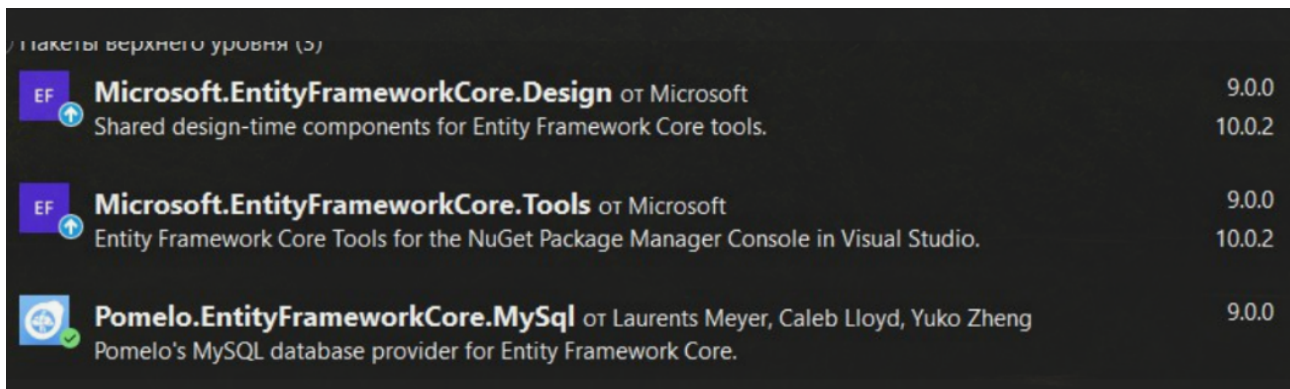 Пакеты верхнего уровня (3)
EF Microsoft.EntityFrameworkCore.Design от Microsoft 9.0.0
Shared design-time components for Entity Framework Core tools. 10.0.2
EF Microsoft.EntityFrameworkCore.Tools от Microsoft 9.0.0
Entity Framework Core Tools for the NuGet Package Manager Console in Visual Studio. 10.0.2
Pomelo.EntityFrameworkCore.MySql от Laurents Meyer, Caleb Lloyd, Yuko Zheng 9.0.0
Pomelo's MySQL database provider for Entity Framework Core.